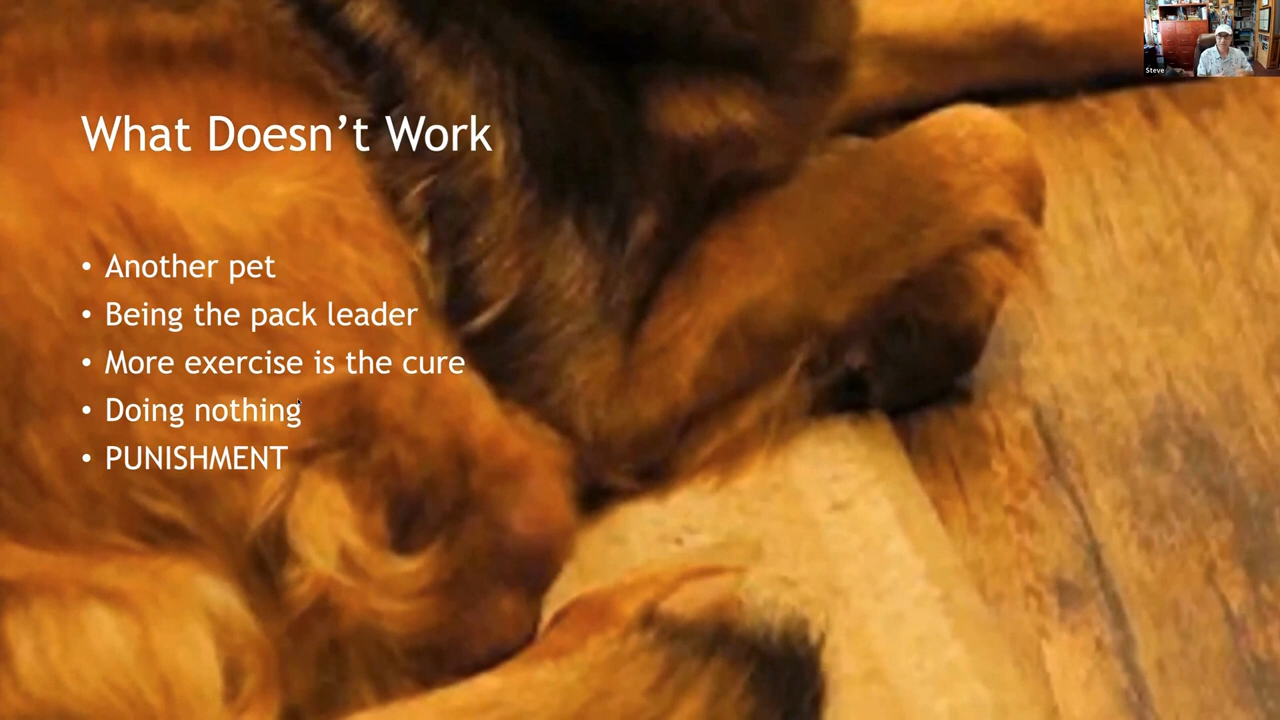 Steve
What Doesn’t Work
• Another pet
• Being the pack leader
• More exercise is the cure
• Doing nothing
• PUNISHMENT